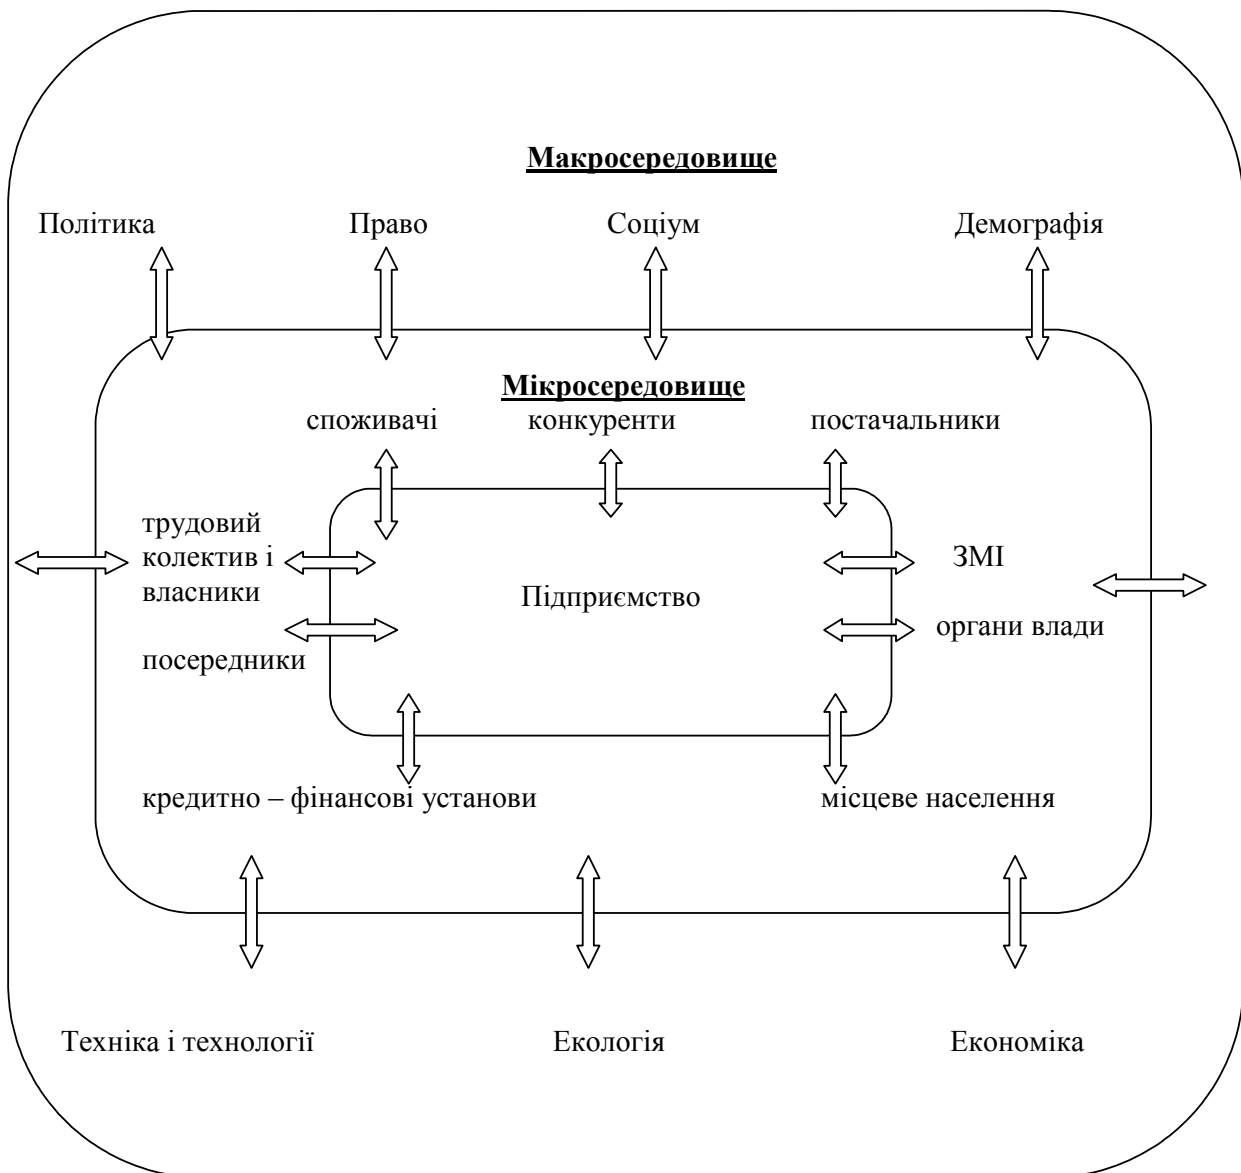 Макросередовище
Політика
Право
Соціум
Демографія
Мікросередовище
споживачі
конкуренти
постачальники
трудовий
колектив і
власники
ЗМІ
Підприємство
органи влади
посередники
кредитно – фінансові установи
місцеве населення
Техніка і технології
Екологія
Економіка